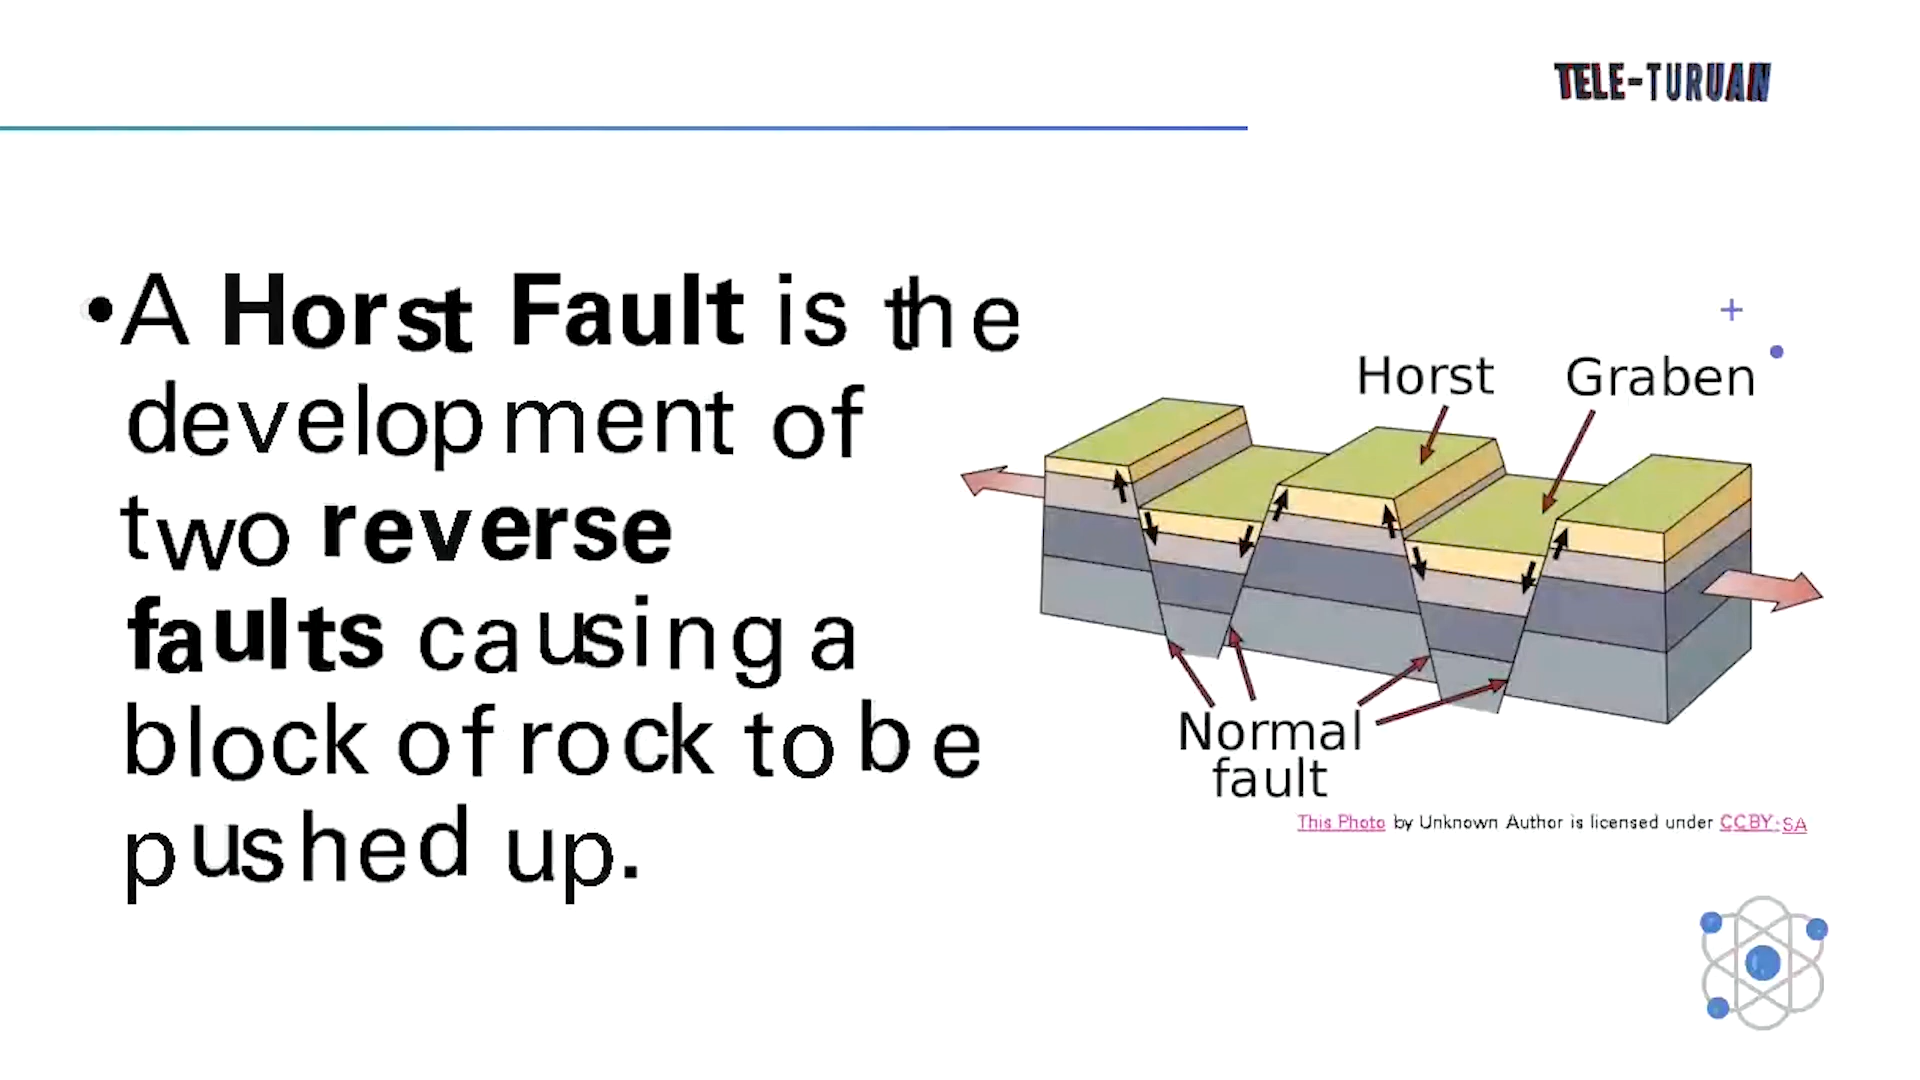 TELE-TURUAN
•A Horst Fault is the
development of
two reverse
faults causing a
block of rock to be
pushed up.
Horst
Graben
Normal
fault
This Photo by Unknown Author is licensed under CC BY-SA